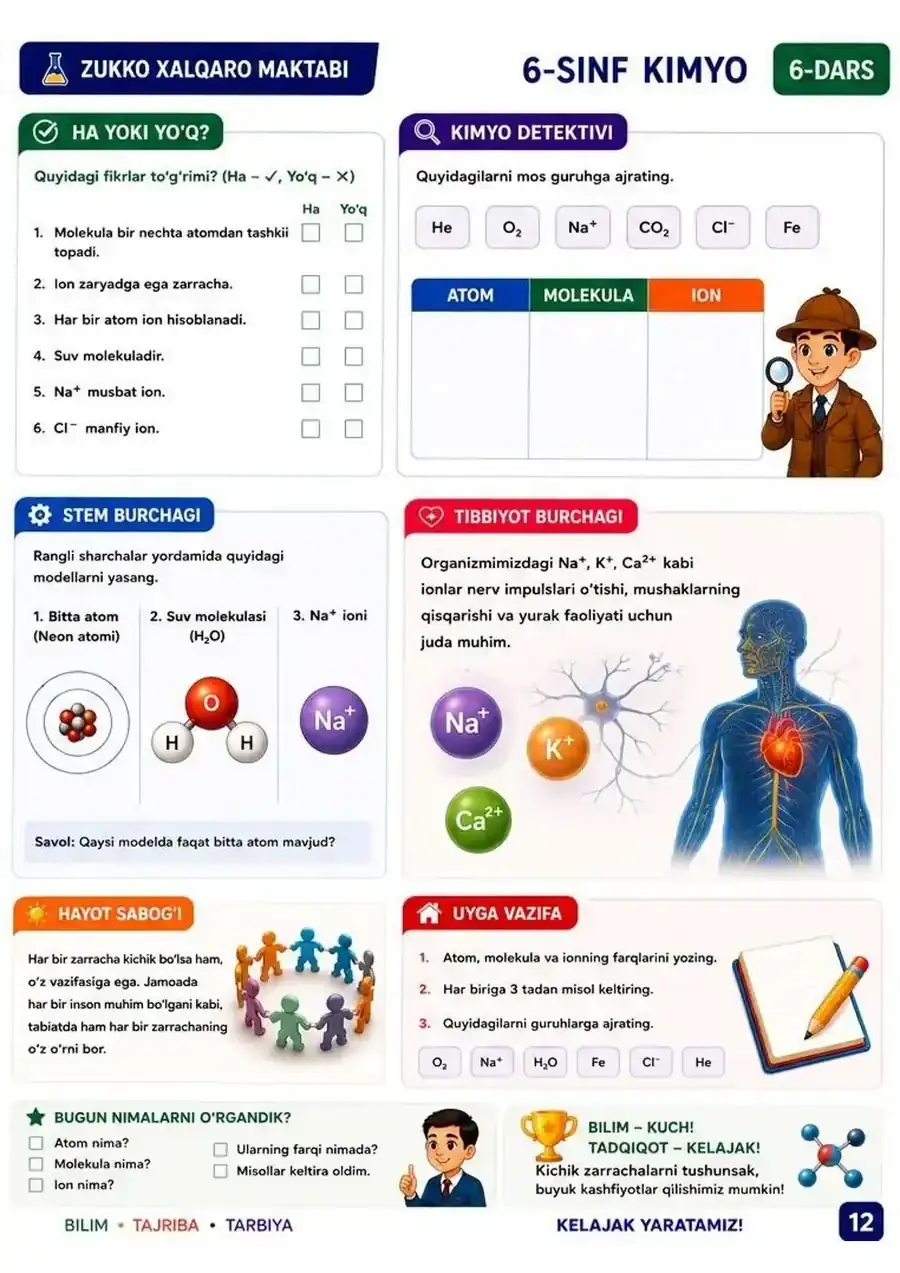 ZUKKO XALQARO MAKTABI
6-SINF KIMYO
6-DARS
HA YOKI YO'Q?
Quyidagi fikrlar to'g'rimi? (Ha – ✓, Yo'q – ✕)
Ha Yo'q
1. Molekula bir nechta atomdan tashkil
topadi.
2. Ion zaryadga ega zarracha.
3. Har bir atom ion hisoblanadi.
4. Suv molekuladir.
5. Na⁺ musbat ion.
6. Cl⁻ manfiy ion.
KIMYO DETEKTIVI
Quyidagilarni mos guruhga ajrating.
He O₂ Na⁺ CO₂ Cl⁻ Fe
ATOM MOLEKULA ION
STEM BURCHAGI
Rangli sharchalar yordamida quyidagi
modellarni yasang.
1. Bitta atom
(Neon atomi)
2. Suv molekulasi
(H₂O)
3. Na⁺ ioni
O
H H
Na⁺
Savol: Qaysi modelda faqat bitta atom mavjud?
TIBBIYOT BURCHAGI
Organizmimizdagi Na⁺, K⁺, Ca²⁺ kabi
ionlar nerv impulslari o'tishi, mushaklarning
qisqarishi va yurak faoliyati uchun
juda muhim.
Na⁺
K⁺
Ca²⁺
HAYOT SABOG'I
Har bir zarracha kichik bo'lsa ham,
o'z vazifasiga ega. Jamoada
har bir inson muhim bo'lgani kabi,
tabiatda ham har bir zarrachaning
o'z o'rni bor.
UYGA VAZIFA
1. Atom, molekula va ionning farqlarini yozing.
2. Har biriga 3 tadan misol keltiring.
3. Quyidagilarni guruhlarga ajrating.
O₂ Na⁺ H₂O Fe Cl⁻ He
BUGUN NIMALARNI O'RGANDIK?
Atom nima?
Molekula nima?
Ion nima?
Ularning farqi nimada?
Misollar keltira oldim.
BILIM – KUCH!
TADQIQOT – KELAJAK!
Kichik zarrachalarni tushunsak,
buyuk kashfiyotlar qilishimiz mumkin!
BILIM • TAJRIBA • TARBIYA
KELAJAK YARATAMIZ!
12